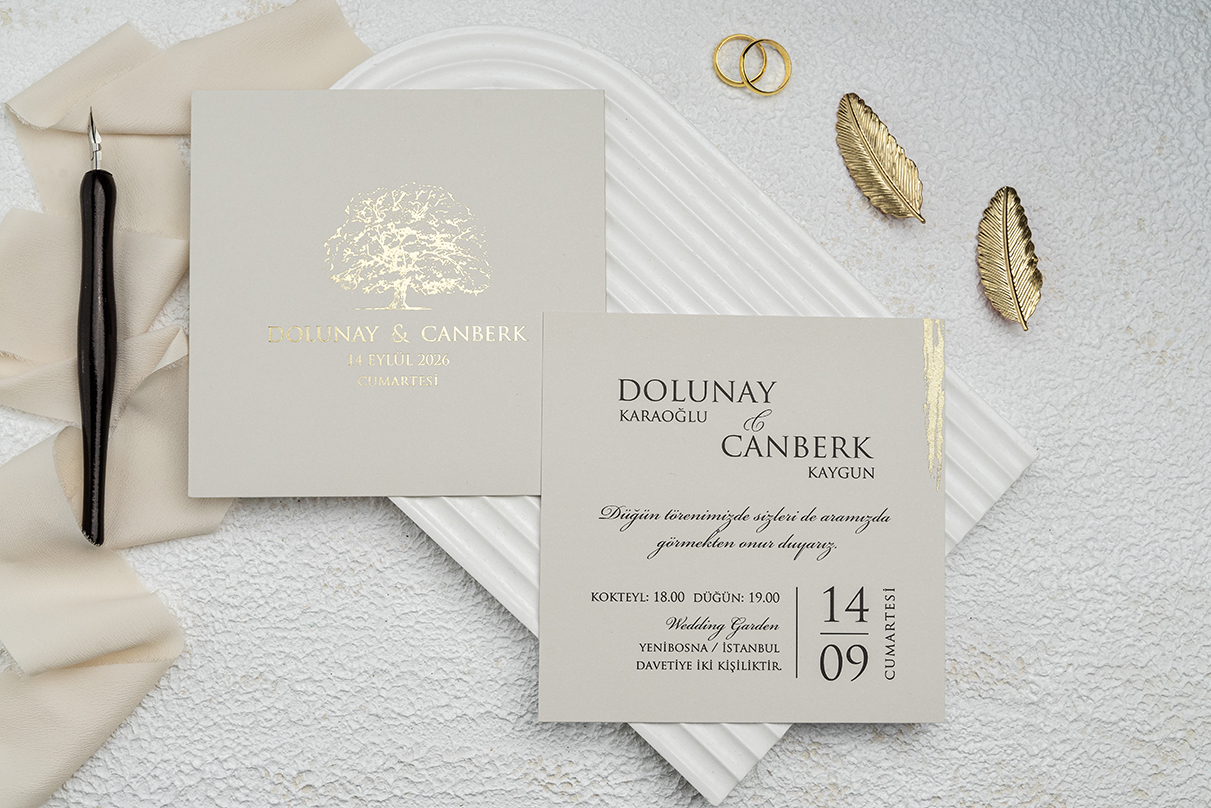 DOLUNAY & CANBERK
14 EYLÜL 2026
CUMARTESİ
DOLUNAY
KARAOĞLU
&
CANBERK
KAYGUN
Düğün törenimizde sizleri de aramızda
görmekten onur duyarız.
KOKTEYL: 18.00 DÜĞÜN: 19.00
Wedding Garden
YENİBOSNA / İSTANBUL
DAVETİYE İKİ KİŞİLİKTİR.
14
09
CUMARTESİ